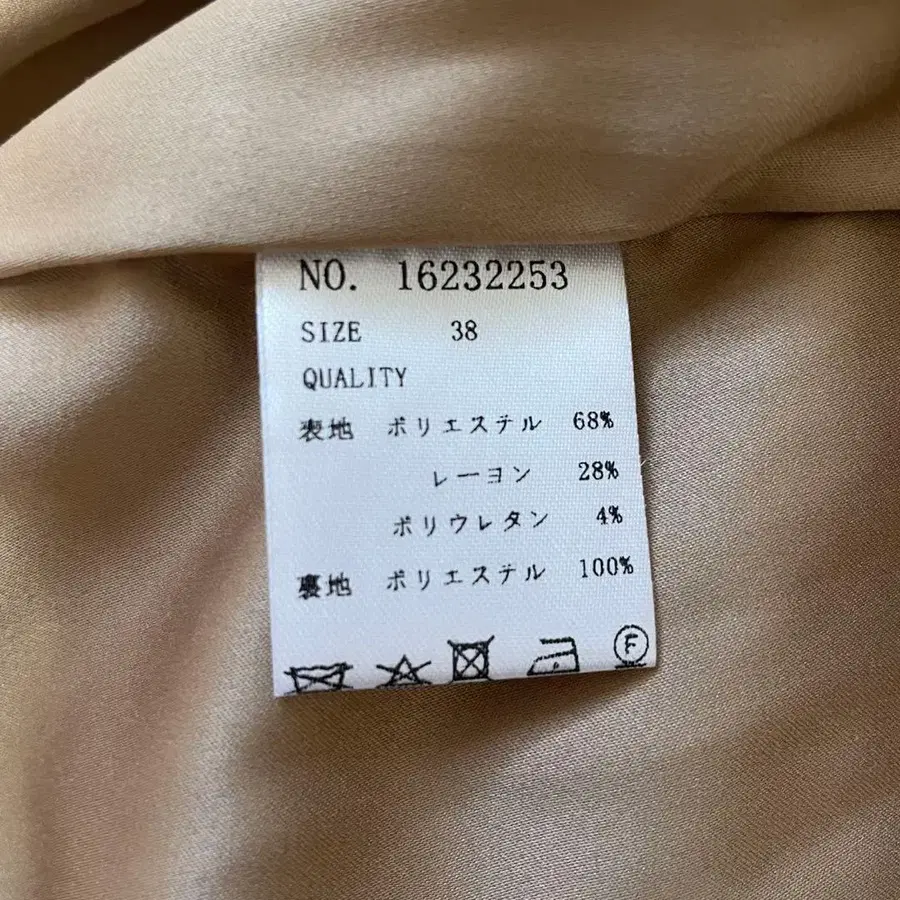 NO. 16232253
SIZE 38
QUALITY
表地 ポリエステル 68%
レーヨン 28%
ポリウレタン 4%
裏地 ポリエステル 100%
F